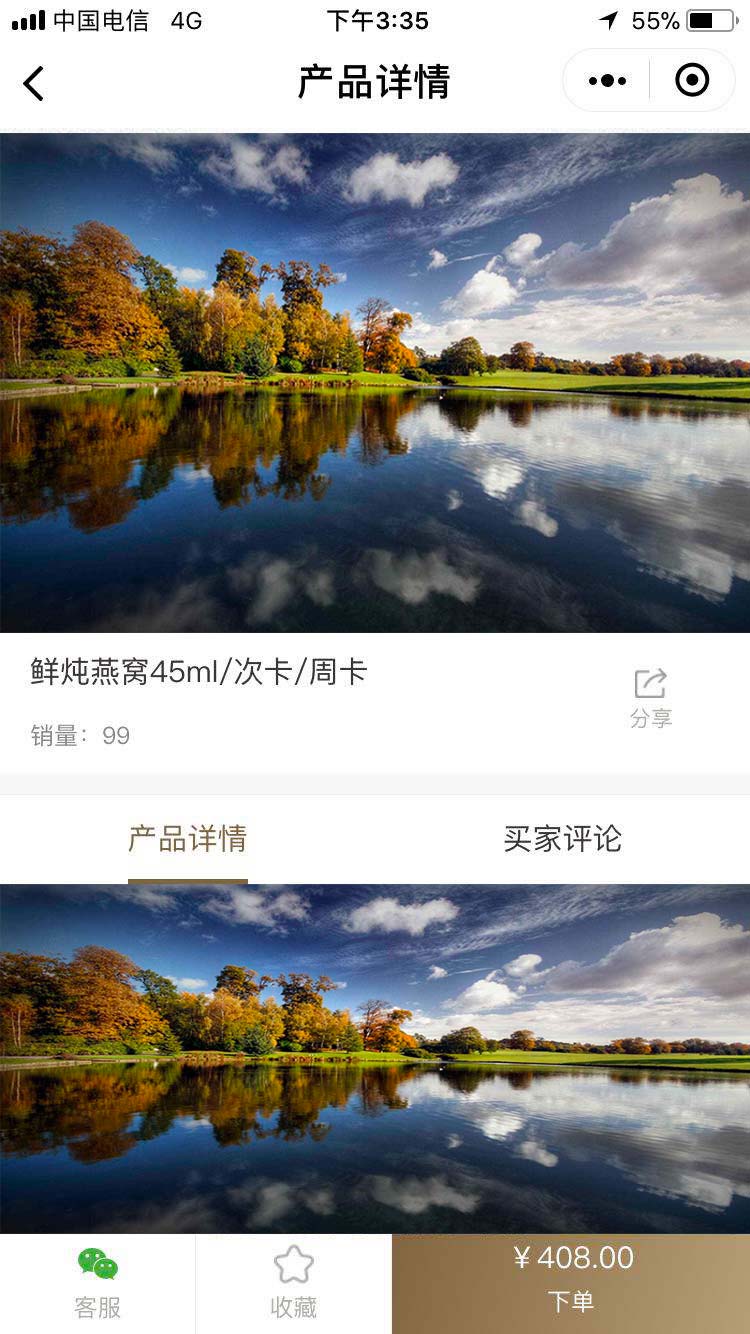 中国电信 4G 下午3:35 55%
产品详情
鲜炖燕窝45ml/次卡/周卡
分享
销量：99
产品详情 买家评论
￥408.00
客服 收藏 下单